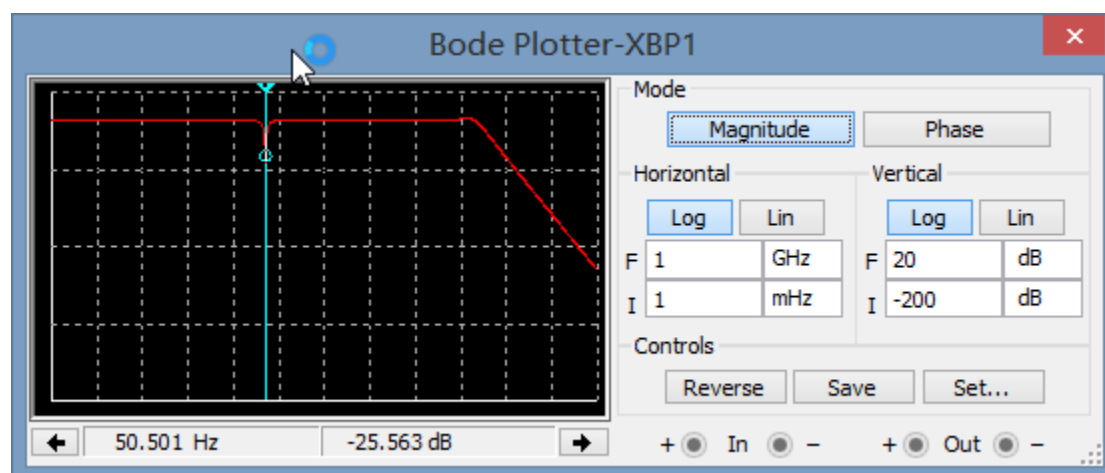 Bode Plotter-XBP1
×
Mode
Magnitude
Phase
Horizontal
Log
Lin
F 1 GHz
I 1 mHz
Vertical
Log
Lin
F 20 dB
I -200 dB
Controls
Reverse
Save
Set...
50.501 Hz
-25.563 dB
+ In −
+ Out −